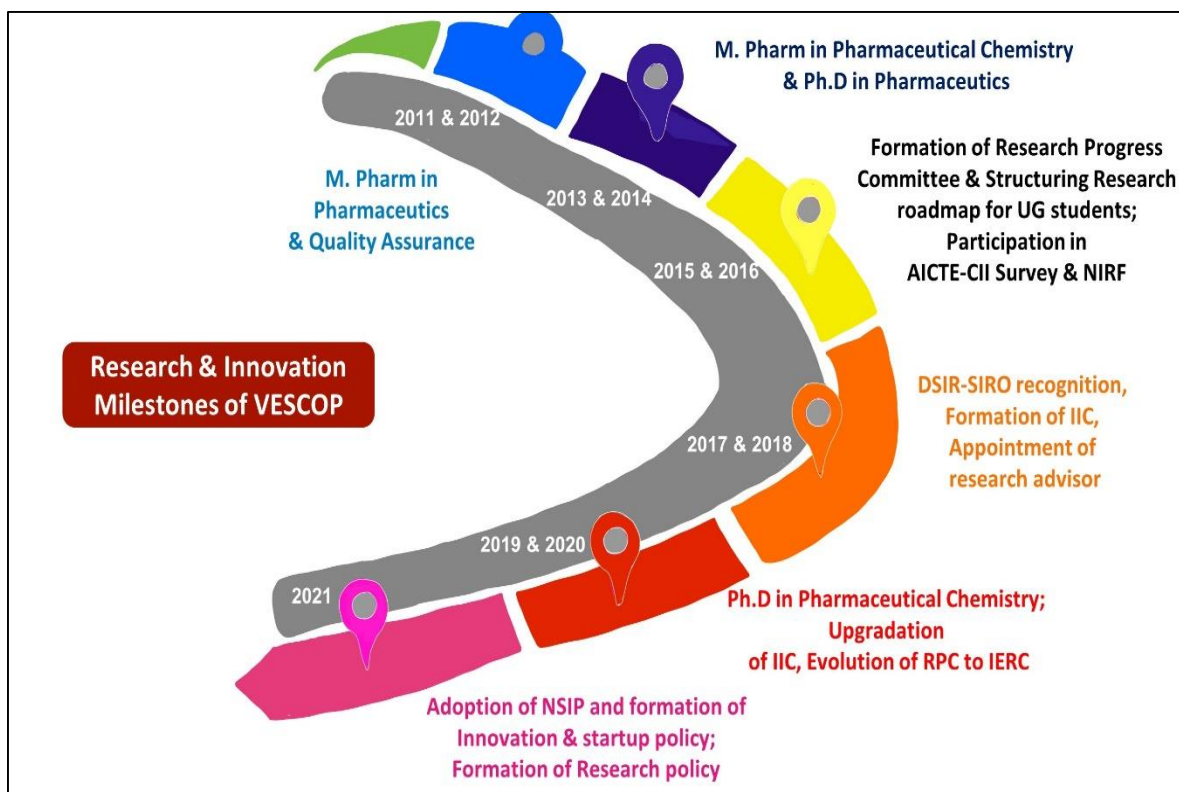 2011 & 2012
M. Pharm in
Pharmaceutics
& Quality Assurance
M. Pharm in Pharmaceutical Chemistry
& Ph.D in Pharmaceutics
2013 & 2014
Formation of Research Progress
Committee & Structuring Research
roadmap for UG students;
Participation in
AICTE-CII Survey & NIRF
2015 & 2016
Research & Innovation
Milestones of VESCOP
DSIR-SIRO recognition,
Formation of IIC,
Appointment of
research advisor
2017 & 2018
2019 & 2020
Ph.D in Pharmaceutical Chemistry;
Upgradation
of IIC, Evolution of RPC to IERC
2021
Adoption of NSIP and formation of
Innovation & startup policy;
Formation of Research policy